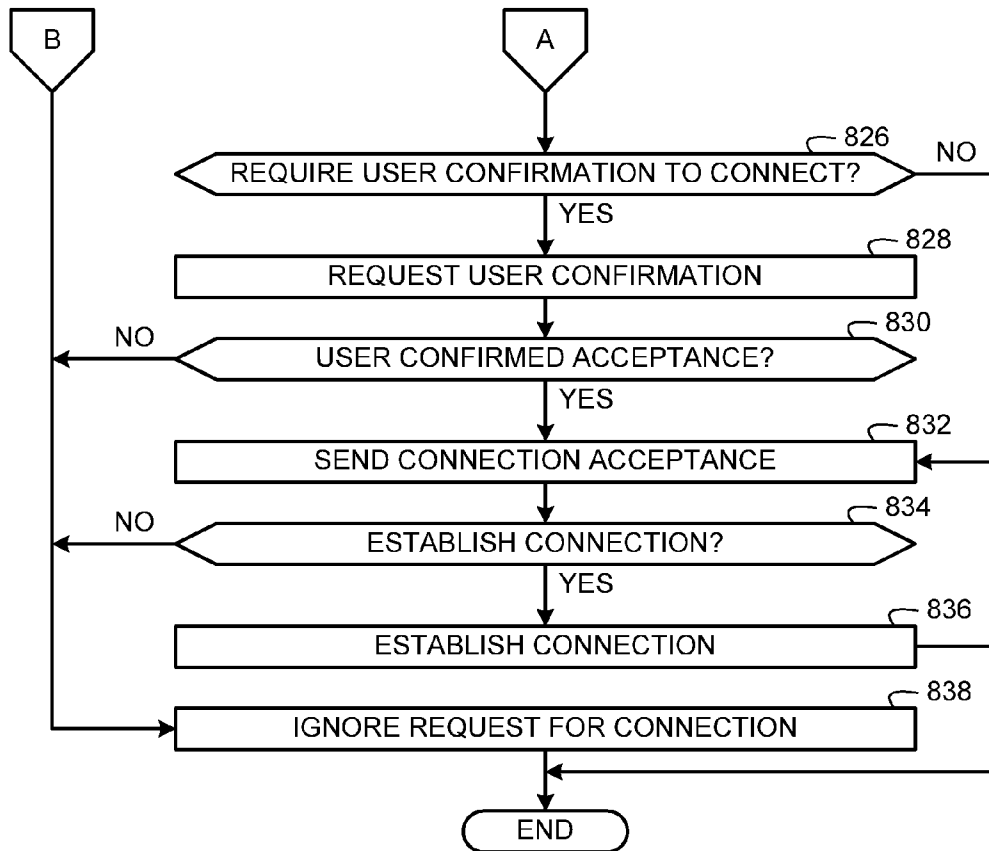 B
A
826
REQUIRE USER CONFIRMATION TO CONNECT?
NO
YES
828
REQUEST USER CONFIRMATION
830
NO
USER CONFIRMED ACCEPTANCE?
YES
832
SEND CONNECTION ACCEPTANCE
834
NO
ESTABLISH CONNECTION?
YES
836
ESTABLISH CONNECTION
838
IGNORE REQUEST FOR CONNECTION
END